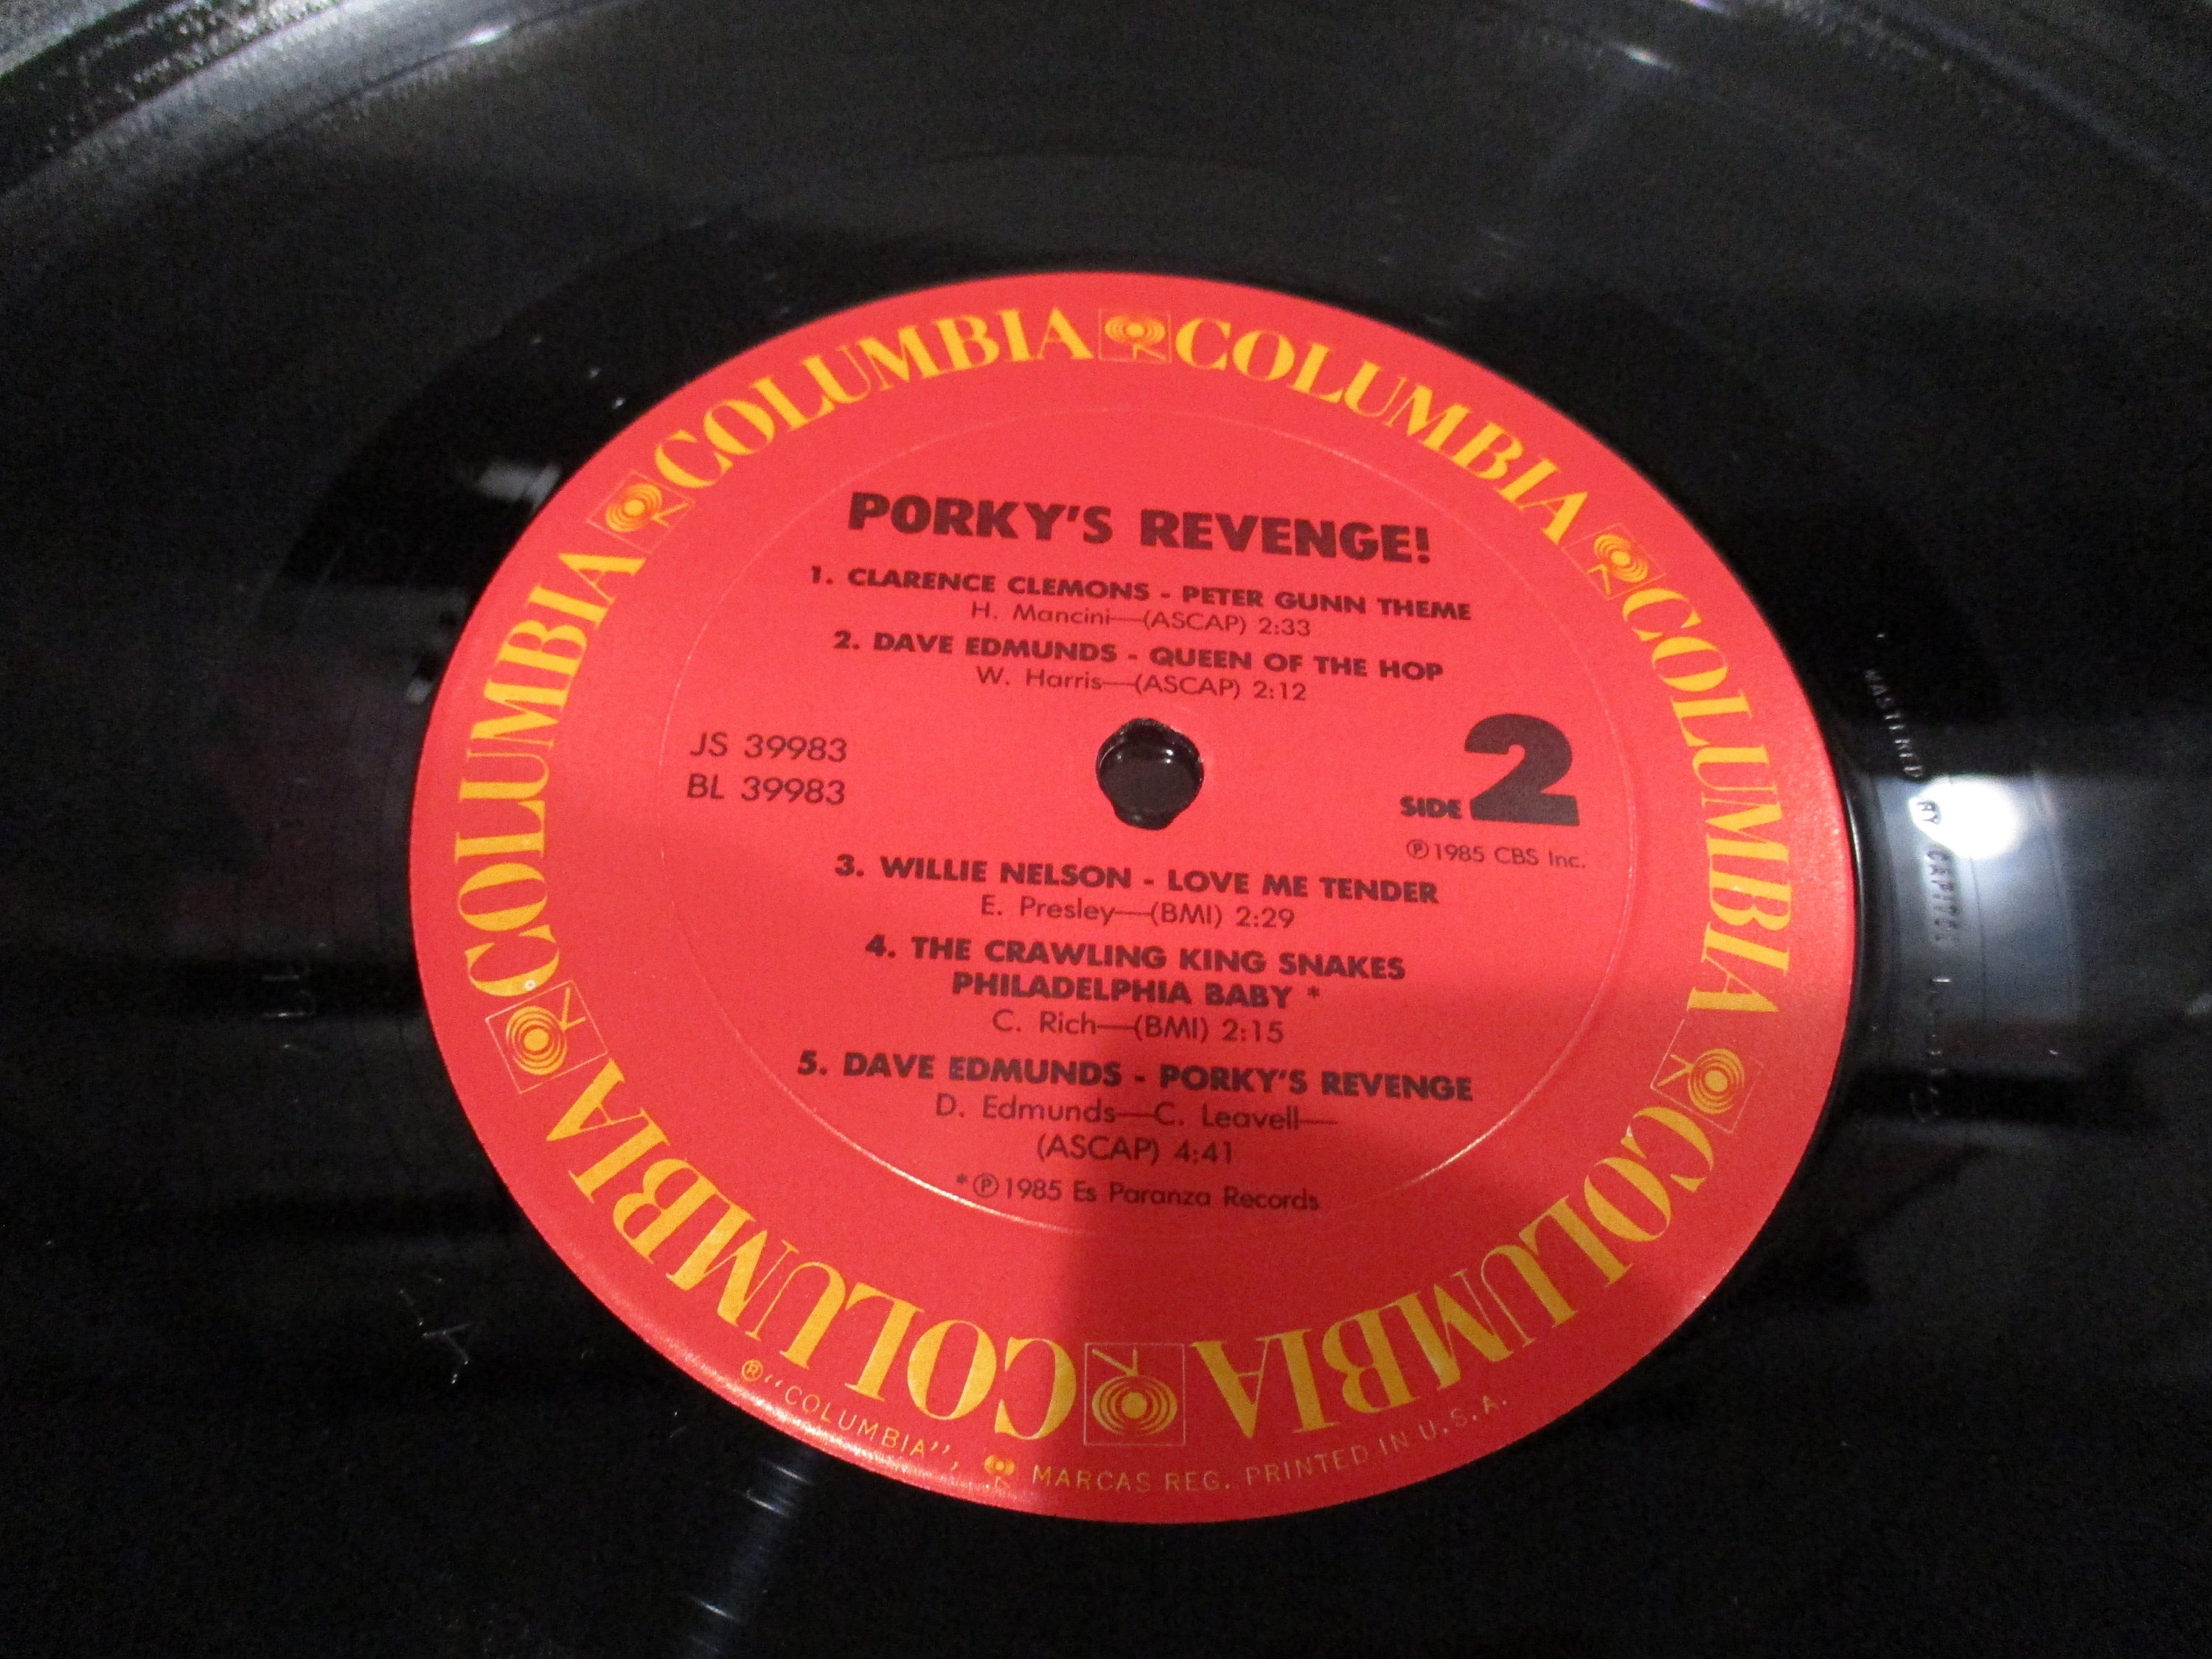 COLUMBIA COLUMBIA COLUMBIA COLUMBIA COLUMBIA COLUMBIA COLUMBIA
PORKY'S REVENGE!
1. CLARENCE CLEMONS - PETER GUNN THEME
H. Mancini—(ASCAP) 2:33
2. DAVE EDMUNDS - QUEEN OF THE HOP
W. Harris—(ASCAP) 2:12
JS 39983
BL 39983
SIDE 2
℗1985 CBS Inc.
3. WILLIE NELSON - LOVE ME TENDER
E. Presley—(BMI) 2:29
4. THE CRAWLING KING SNAKES
PHILADELPHIA BABY *
C. Rich—(BMI) 2:15
5. DAVE EDMUNDS - PORKY'S REVENGE
D. Edmunds—C. Leavell—
(ASCAP) 4:41
*℗1985 Es Paranza Records
®"COLUMBIA", MARCAS REG. PRINTED IN U.S.A.
MASTERED BY CAPITOL